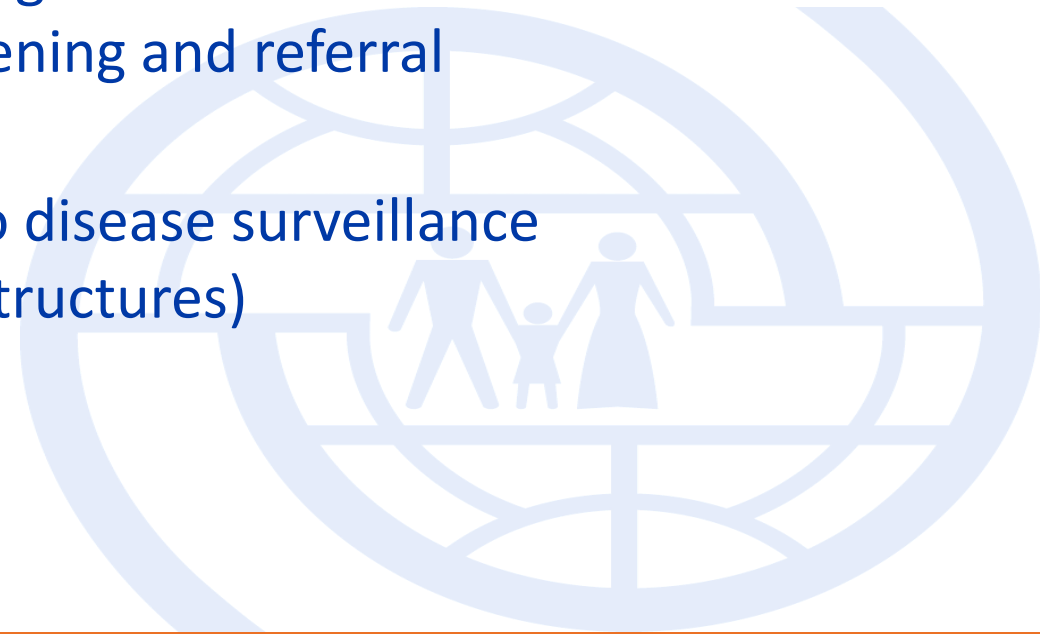 ening and referral
disease surveillance
tructures)